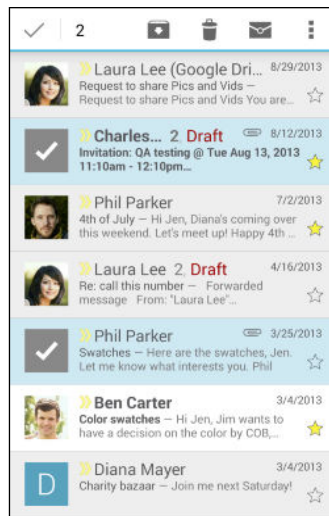 2
Laura Lee (Google Dri... 8/29/2013
Request to share Pics and Vids —
Request to share Pics and Vids You are...
Charles... 2 Draft 8/12/2013
Invitation: QA testing @ Tue Aug 13, 2013
11:10am - 12:10pm...
Phil Parker 7/2/2013
4th of July — Hi Jen, Diana's coming over
this weekend. Let's meet up! Happy 4th ...
Laura Lee 2 Draft 4/16/2013
Re: call this number — Forwarded
message From: "Laura Lee"...
Phil Parker 3/25/2013
Swatches — Here are the swatches, Jen.
Let me know what interests you. Phil
Ben Carter 3/4/2013
Color swatches — Hi Jen, Jim wants to
have a decision on the color by COB,...
D Diana Mayer 3/4/2013
Charity bazaar — Join me next Saturday!